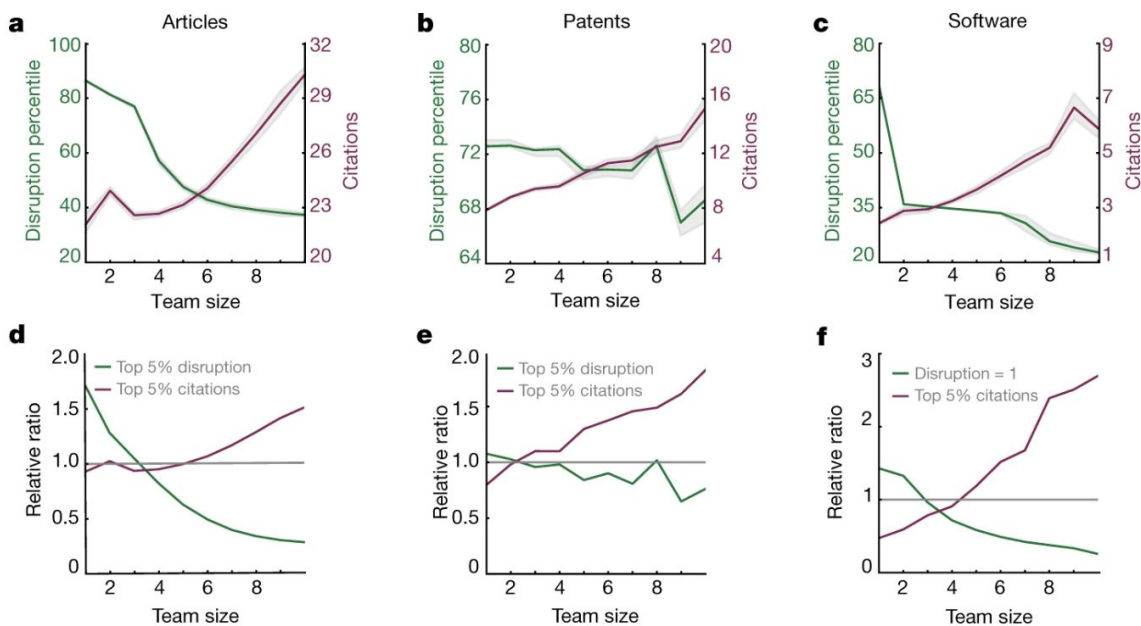 a
Articles
100
80
60
40
20
Disruption percentile
32
29
26
23
20
Citations
2
4
6
8
Team size
b
Patents
80
76
72
68
64
Disruption percentile
20
16
12
8
4
Citations
2
4
6
8
Team size
c
Software
80
65
50
35
20
Disruption percentile
9
7
5
3
1
Citations
2
4
6
8
Team size
d
2.0
1.5
1.0
0.5
0
Relative ratio
Top 5% disruption
Top 5% citations
2
4
6
8
Team size
e
2.0
1.5
1.0
0.5
0
Relative ratio
Top 5% disruption
Top 5% citations
2
4
6
8
Team size
f
3
2
1
0
Relative ratio
Disruption = 1
Top 5% citations
2
4
6
8
Team size